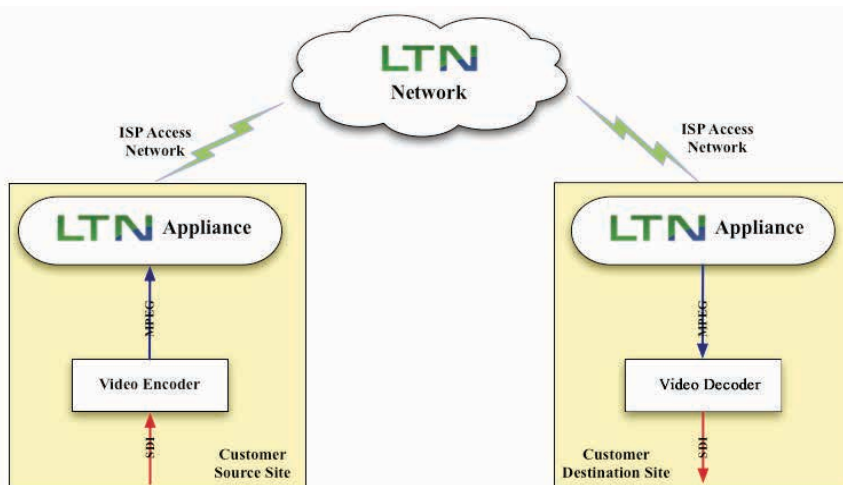 LTN
Network
ISP Access
Network
ISP Access
Network
LTN Appliance
MPEG
Video Encoder
SDI
Customer
Source Site
LTN Appliance
MPEG
Video Decoder
SDI
Customer
Destination Site